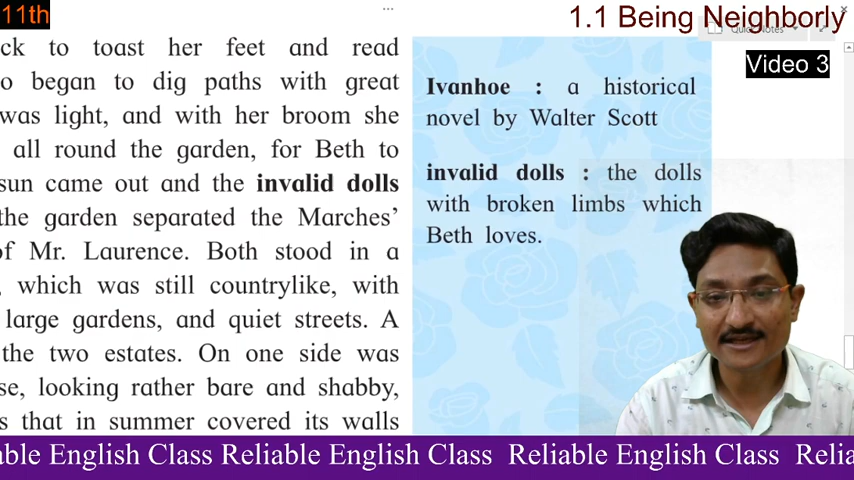 11th
1.1 Being Neighborly
Quick Notes
Video 3
ck to toast her feet and read
o began to dig paths with great
was light, and with her broom she
all round the garden, for Beth to
sun came out and the invalid dolls
the garden separated the Marches’
of Mr. Laurence. Both stood in a
, which was still countrylike, with
large gardens, and quiet streets. A
the two estates. On one side was
se, looking rather bare and shabby,
s that in summer covered its walls
Ivanhoe : a historical
novel by Walter Scott
invalid dolls : the dolls
with broken limbs which
Beth loves.
able English Class Reliable English Class Reliable English Class Relia